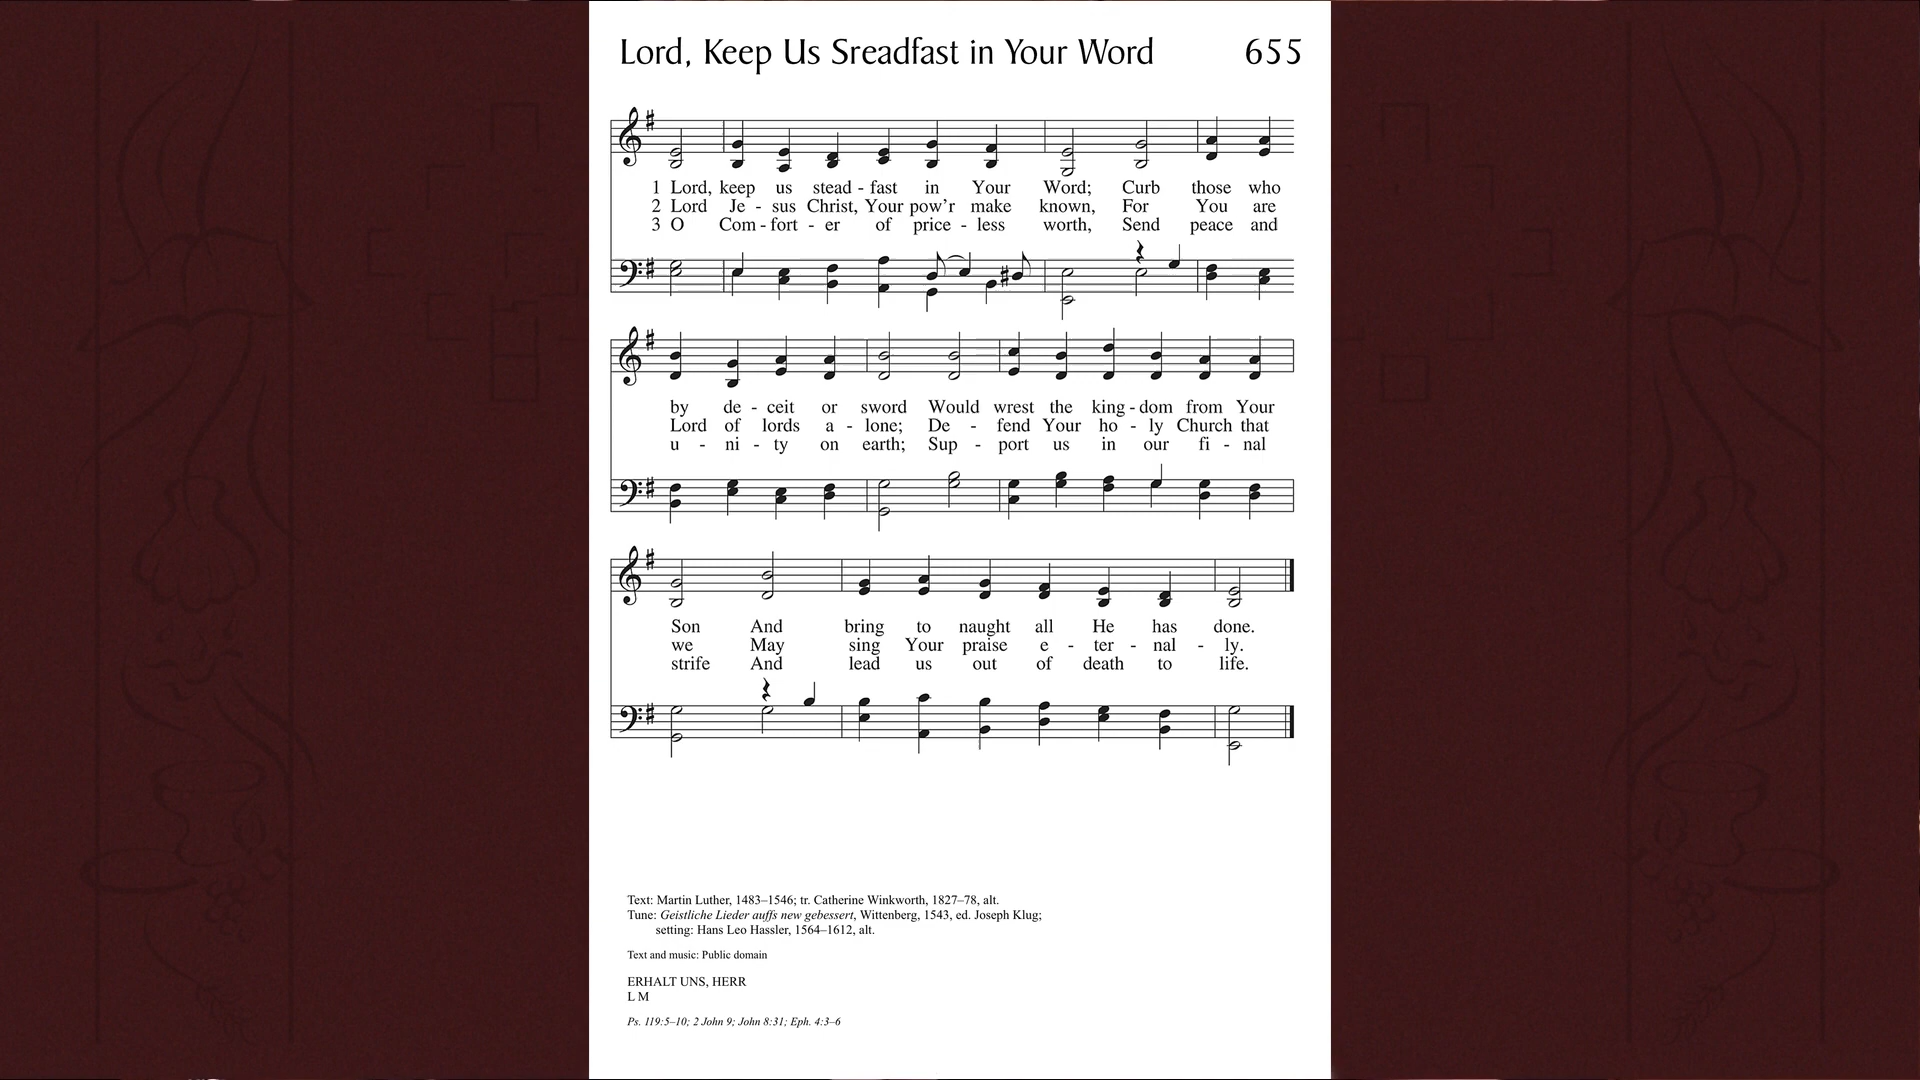 Lord, Keep Us Sreadfast in Your Word 655
1 Lord, keep us stead - fast in Your Word; Curb those who
2 Lord Je - sus Christ, Your pow'r make known, For You are
3 O Com - fort - er of price - less worth, Send peace and
by de - ceit or sword Would wrest the king - dom from Your
Lord of lords a - lone; De - fend Your ho - ly Church that
u - ni - ty on earth; Sup - port us in our fi - nal
Son And bring to naught all He has done.
we May sing Your praise e - ter - nal - ly.
strife And lead us out of death to life.
Text: Martin Luther, 1483–1546; tr. Catherine Winkworth, 1827–78, alt.
Tune: Geistliche Lieder auffs new gebessert, Wittenberg, 1543, ed. Joseph Klug;
setting: Hans Leo Hassler, 1564–1612, alt.
Text and music: Public domain
ERHALT UNS, HERR
L M
Ps. 119:5–10; 2 John 9; John 8:31; Eph. 4:3–6